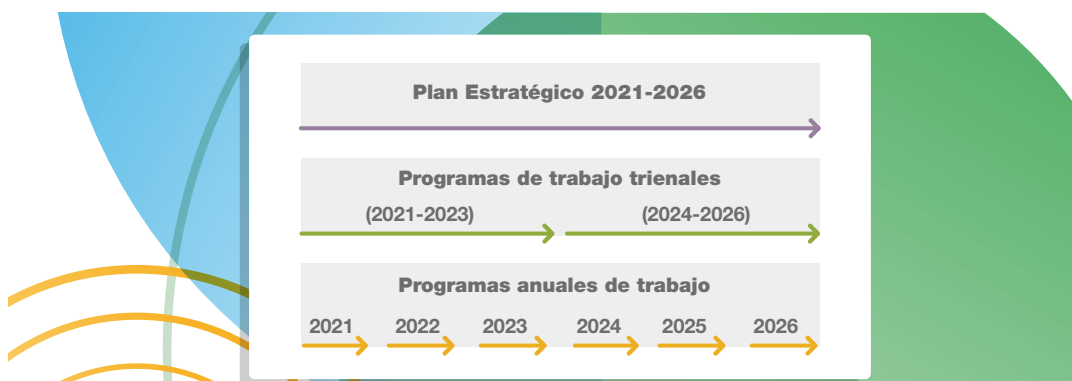 Plan Estratégico 2021-2026
Programas de trabajo trienales
(2021-2023) (2024-2026)
Programas anuales de trabajo
2021 2022 2023 2024 2025 2026